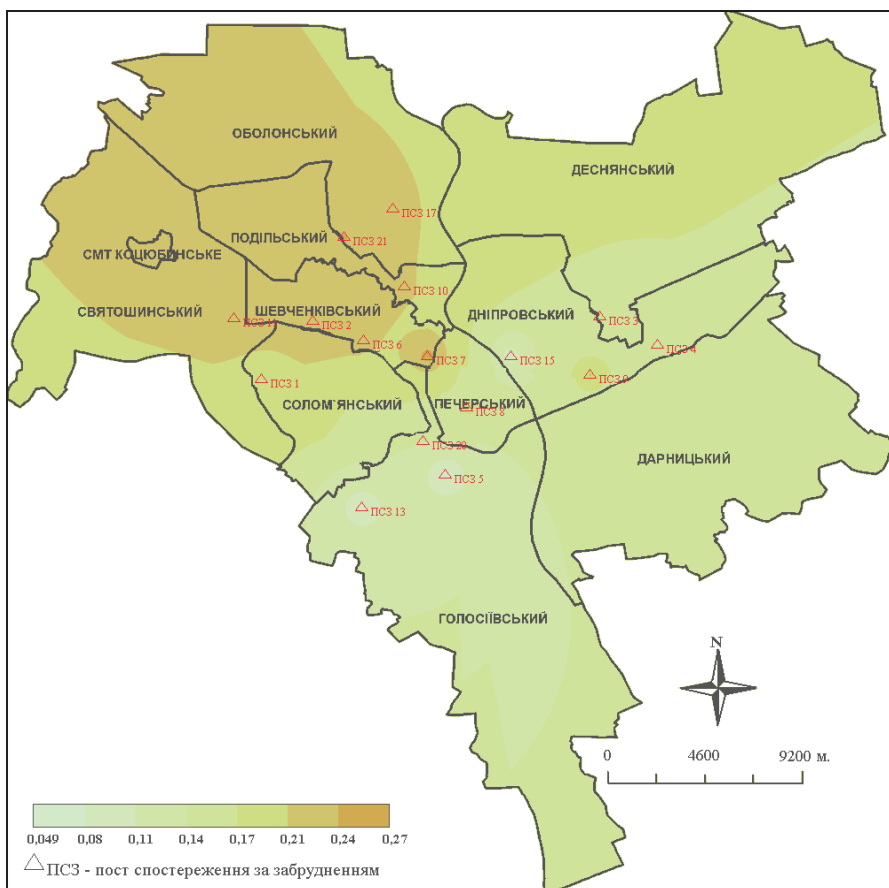 ОБОЛОНСЬКИЙ
ДЕСНЯНСЬКИЙ
ПСЗ 17
ПОДІЛЬСЬКИЙ
ПСЗ 21
СМТ КОЦЮБИНСЬКЕ
ПСЗ 10
СВЯТОШИНСЬКИЙ
ШЕВЧЕНКІВСЬКИЙ
ДНІПРОВСЬКИЙ
ПСЗ 11
ПСЗ 2
ПСЗ 3
ПСЗ 6
ПСЗ 7
ПСЗ 15
ПСЗ 4
ПСЗ 1
ПСЗ 9
СОЛОМ'ЯНСЬКИЙ
ПЕЧЕРСЬКИЙ
ПСЗ 8
ПСЗ 20
ДАРНИЦЬКИЙ
ПСЗ 5
ПСЗ 13
ГОЛОСІЇВСЬКИЙ
N
0 4600 9200 м.
0,049 0,08 0,11 0,14 0,17 0,21 0,24 0,27
ПСЗ - пост спостереження за забрудненням